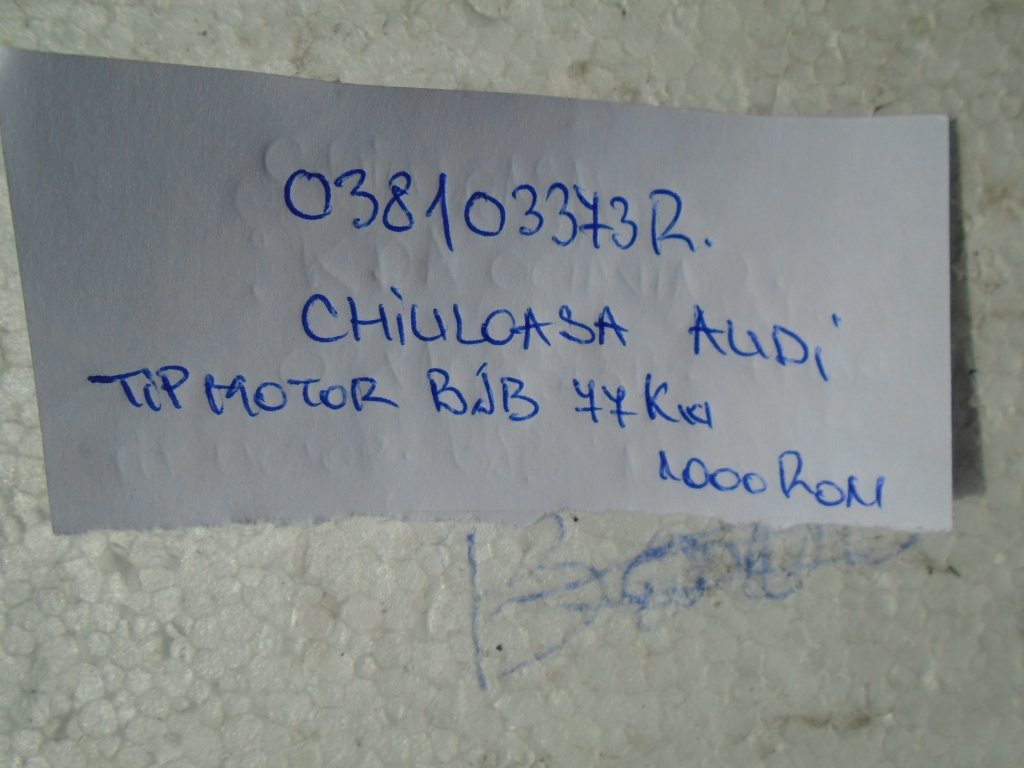 038103373R.
CHiULOASA AUDi
TiP MOTOR BJB 77 Kw
1000 RON